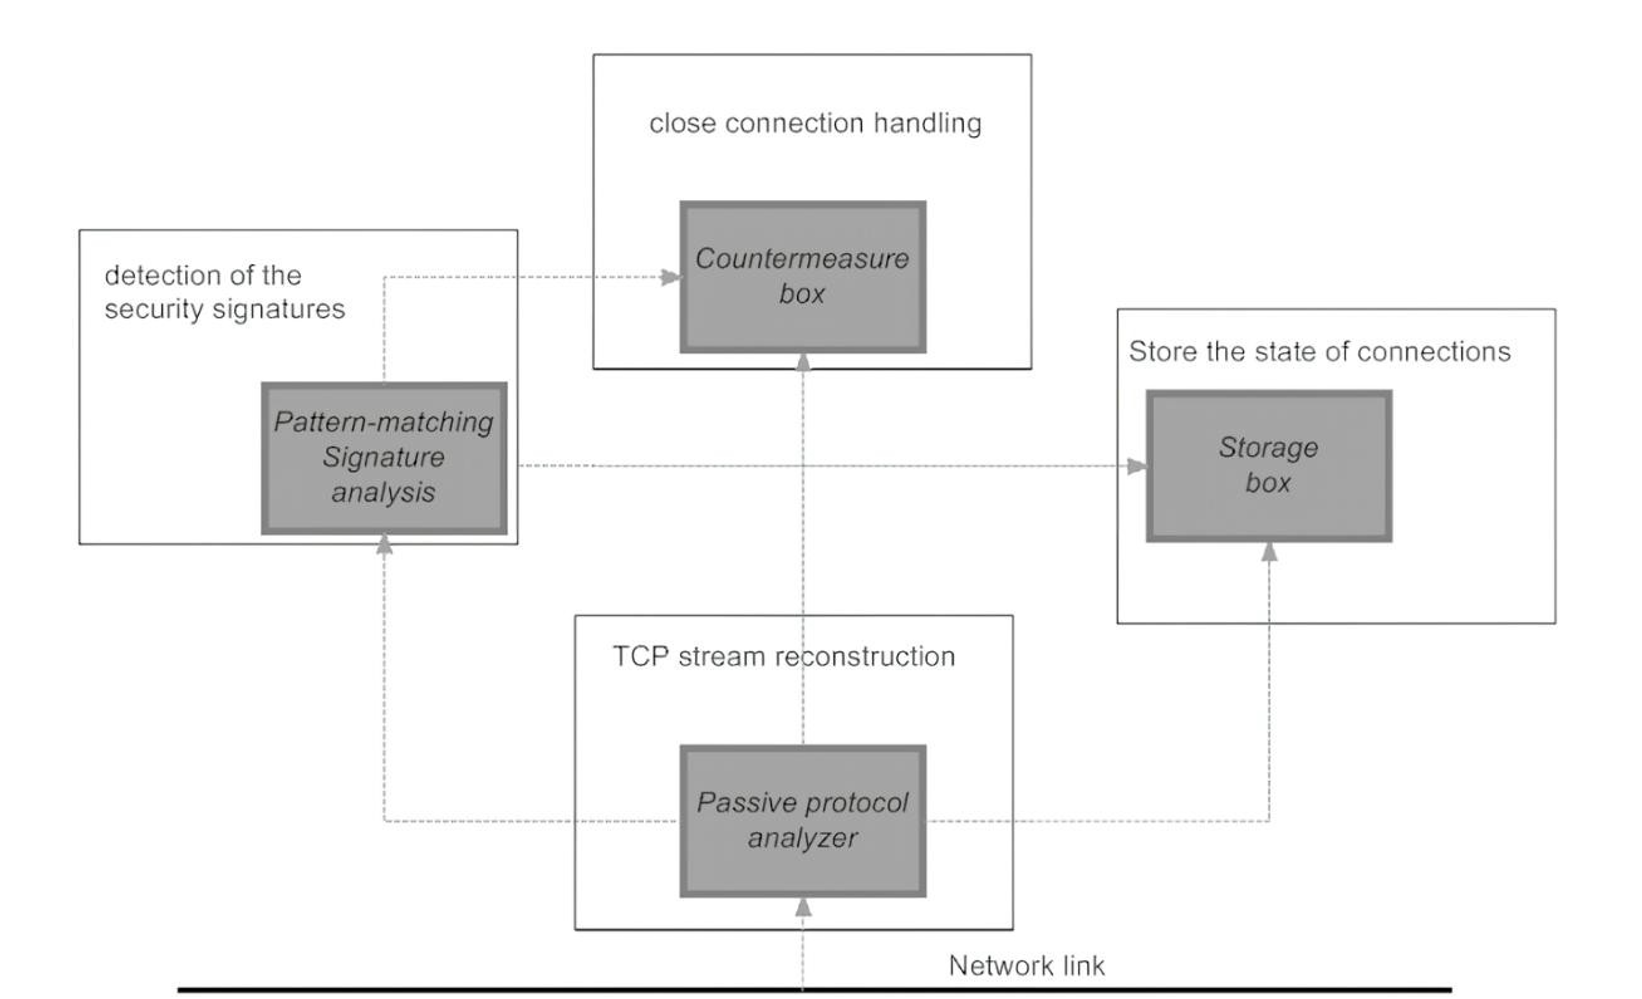 close connection handling
Countermeasure
box
detection of the
security signatures
Pattern-matching
Signature
analysis
Store the state of connections
Storage
box
TCP stream reconstruction
Passive protocol
analyzer
Network link